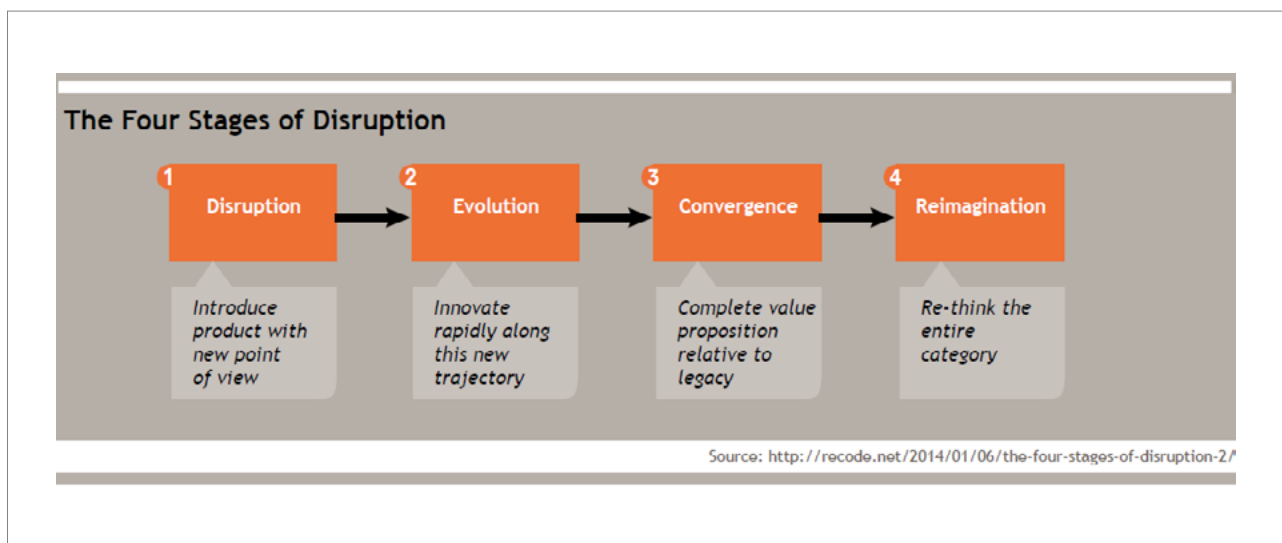 The Four Stages of Disruption
1
Disruption
2
Evolution
3
Convergence
4
Reimagination
Introduce
product with
new point
of view
Innovate
rapidly along
this new
trajectory
Complete value
proposition
relative to
legacy
Re-think the
entire
category
Source: http://recode.net/2014/01/06/the-four-stages-of-disruption-2/